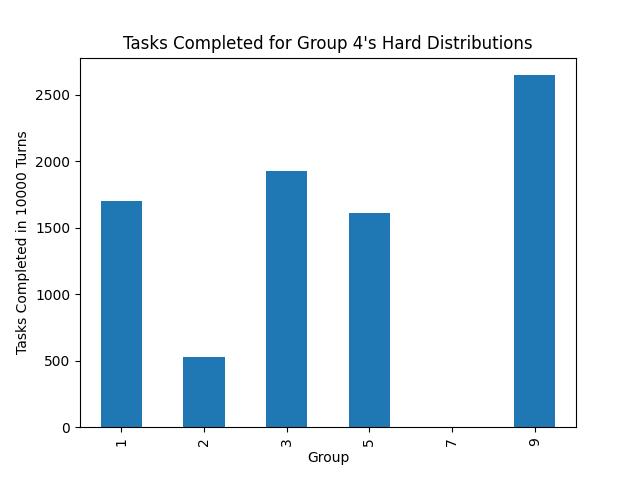 Tasks Completed for Group 4's Hard Distributions
Tasks Completed in 10000 Turns
2500
2000
1500
1000
500
0
1 2 3 5 7 9
Group